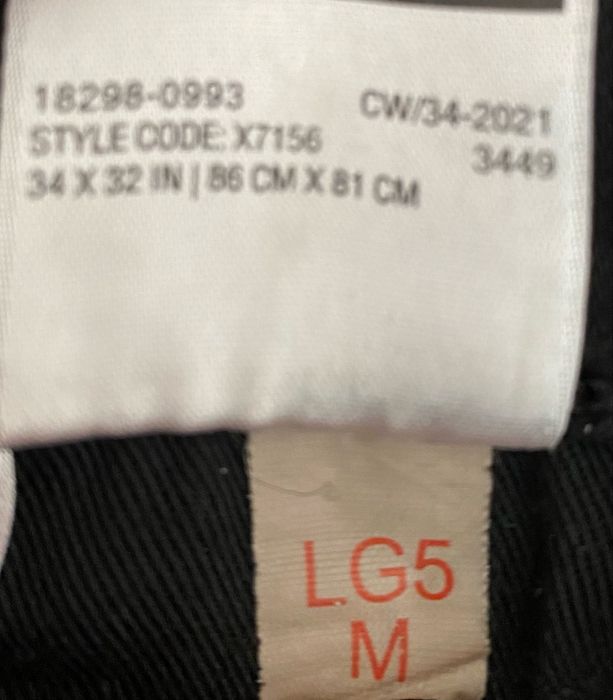 18298-0993
CW/34-2021
STYLE CODE: X7156
3449
34 X 32 IN | 86 CM X 81 CM
LG5
M